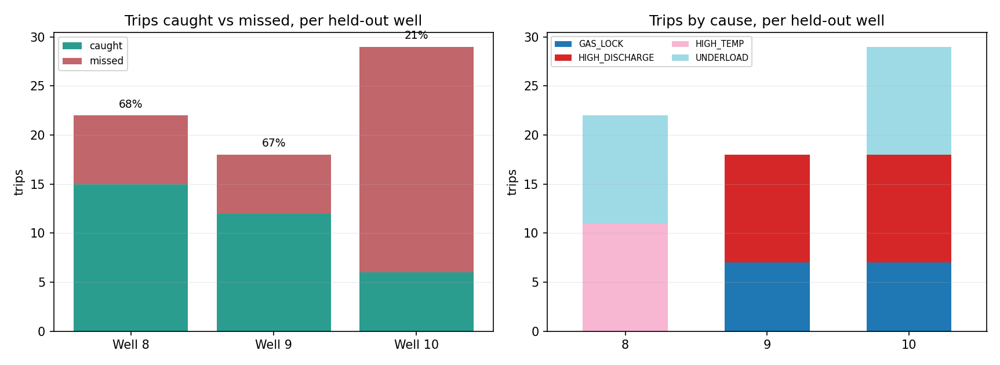 Trips caught vs missed, per held-out well
caught
missed
68%
67%
21%
trips
30
25
20
15
10
5
0
Well 8
Well 9
Well 10
Trips by cause, per held-out well
GAS_LOCK
HIGH_DISCHARGE
HIGH_TEMP
UNDERLOAD
trips
30
25
20
15
10
5
0
8
9
10